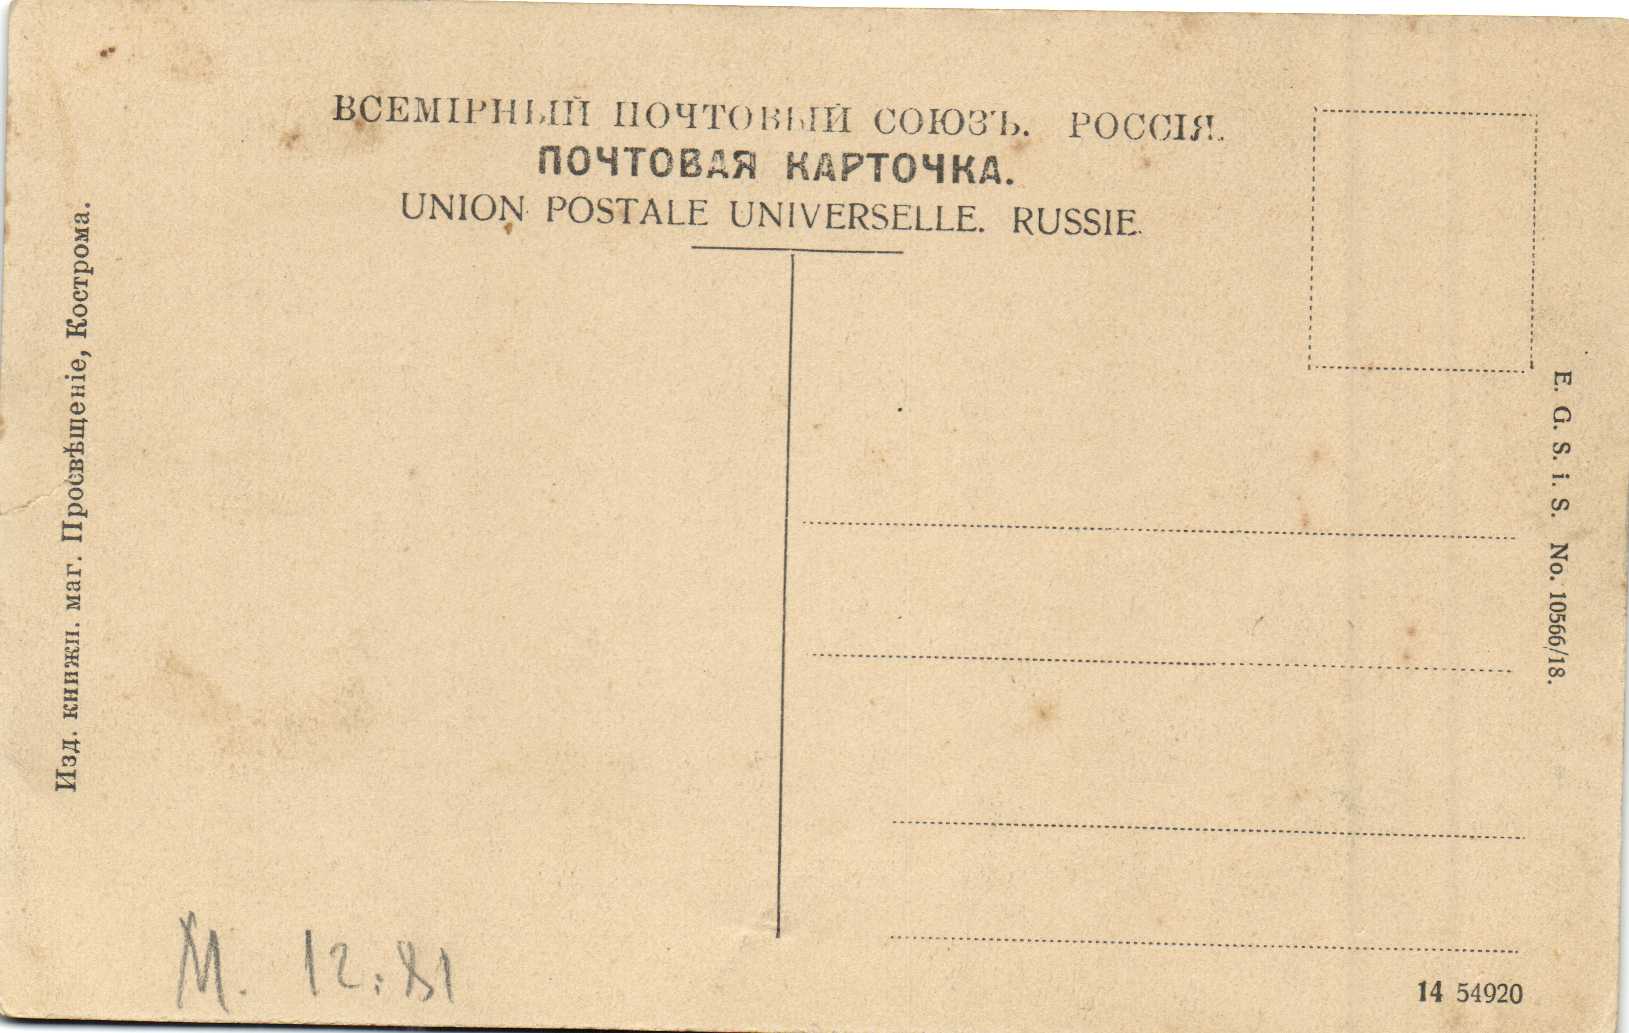 ВСЕМІРНЫЙ ПОЧТОВЫЙ СОЮЗЪ. РОССІЯ.
ПОЧТОВАЯ КАРТОЧКА.
UNION POSTALE UNIVERSELLE. RUSSIE.
Изд. книжн. маг. Просвѣщеніе, Кострома.
E. G. S. i. S. No. 10566/18.
М. 12:81
14 54920